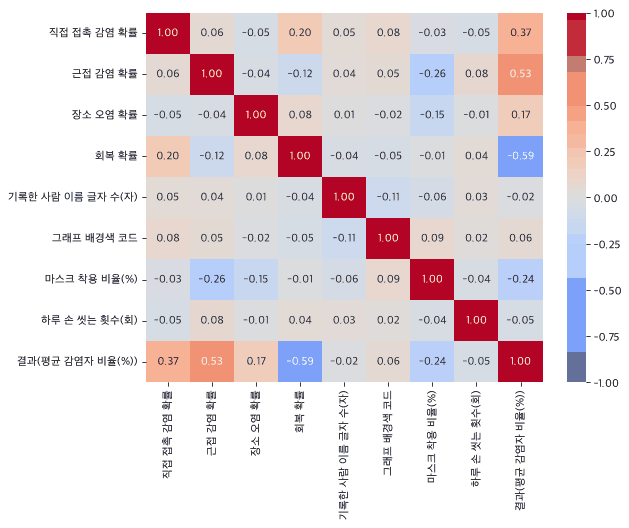 직접 접촉 감염 확률 1.00 0.06 -0.05 0.20 0.05 0.08 -0.03 -0.05 0.37
근접 감염 확률 0.06 1.00 -0.04 -0.12 0.04 0.05 -0.26 0.08 0.53
장소 오염 확률 -0.05 -0.04 1.00 0.08 0.01 -0.02 -0.15 -0.01 0.17
회복 확률 0.20 -0.12 0.08 1.00 -0.04 -0.05 -0.01 0.04 -0.59
기록한 사람 이름 글자 수(자) 0.05 0.04 0.01 -0.04 1.00 -0.11 -0.06 0.03 -0.02
그래프 배경색 코드 0.08 0.05 -0.02 -0.05 -0.11 1.00 0.09 0.02 0.06
마스크 착용 비율(%) -0.03 -0.26 -0.15 -0.01 -0.06 0.09 1.00 -0.04 -0.24
하루 손 씻는 횟수(회) -0.05 0.08 -0.01 0.04 0.03 0.02 -0.04 1.00 -0.05
결과(평균 감염자 비율(%)) 0.37 0.53 0.17 -0.59 -0.02 0.06 -0.24 -0.05 1.00
직접 접촉 감염 확률
근접 감염 확률
장소 오염 확률
회복 확률
기록한 사람 이름 글자 수(자)
그래프 배경색 코드
마스크 착용 비율(%)
하루 손 씻는 횟수(회)
결과(평균 감염자 비율(%))
1.00
0.75
0.50
0.25
0.00
-0.25
-0.50
-0.75
-1.00